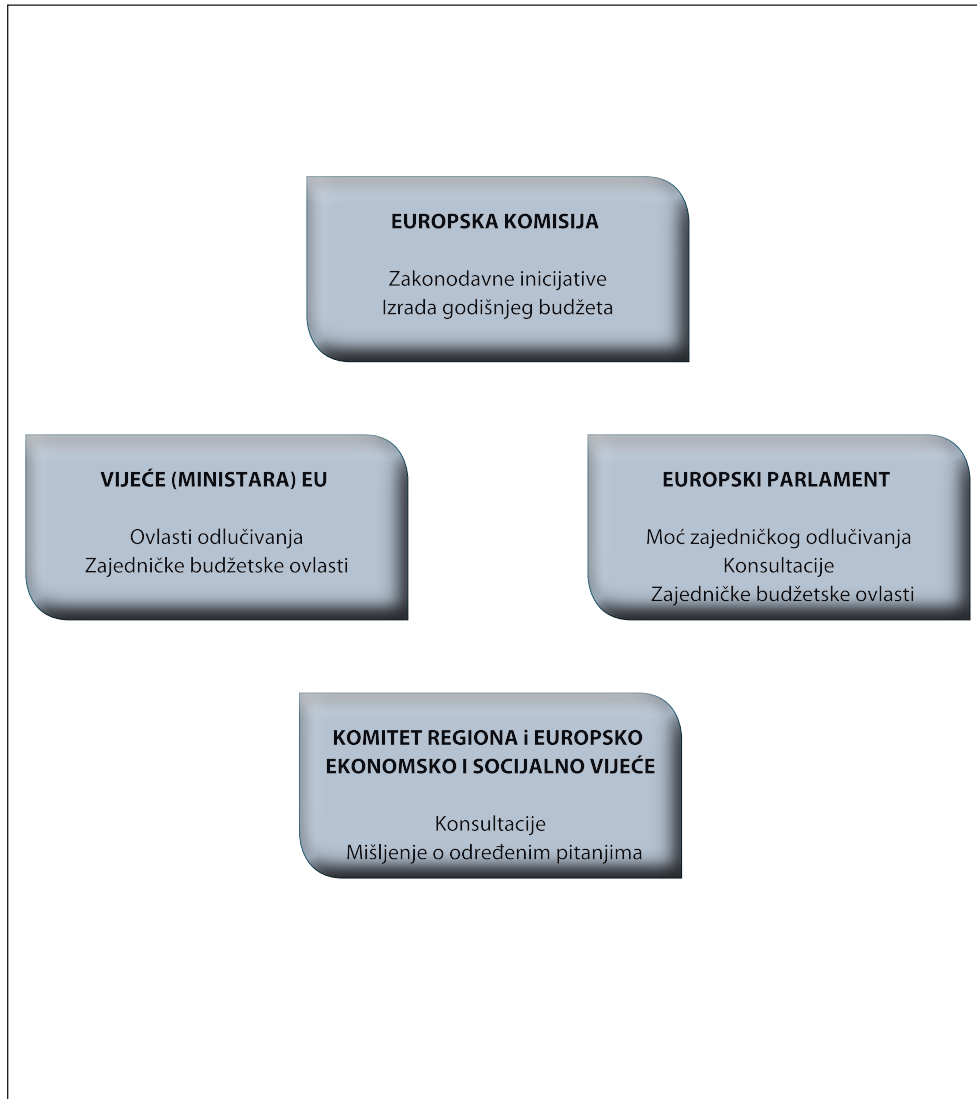 EUROPSKA KOMISIJA
Zakonodavne inicijative
Izrada godišnjeg budžeta
VIJEĆE (MINISTARA) EU
Ovlasti odlučivanja
Zajedničke budžetske ovlasti
EUROPSKI PARLAMENT
Moć zajedničkog odlučivanja
Konsultacije
Zajedničke budžetske ovlasti
KOMITET REGIONA i EUROPSKO
EKONOMSKO I SOCIJALNO VIJEĆE
Konsultacije
Mišljenje o određenim pitanjima